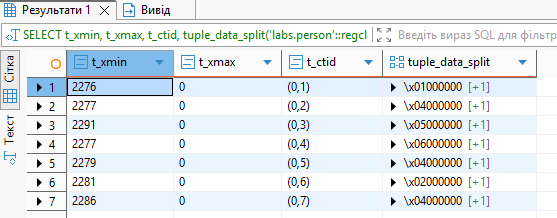 Результати 1
Вивід
SELECT t_xmin, t_xmax, t_ctid, tuple_data_split('labs.person'::regcl
Введіть вираз SQL для фільтр
Сітка
Текст
t_xmin t_xmax t_ctid tuple_data_split
1 2276 0 (0,1) \x01000000 [+1]
2 2277 0 (0,2) \x04000000 [+1]
3 2291 0 (0,3) \x05000000 [+1]
4 2277 0 (0,4) \x06000000 [+1]
5 2279 0 (0,5) \x04000000 [+1]
6 2281 0 (0,6) \x02000000 [+1]
7 2286 0 (0,7) \x04000000 [+1]